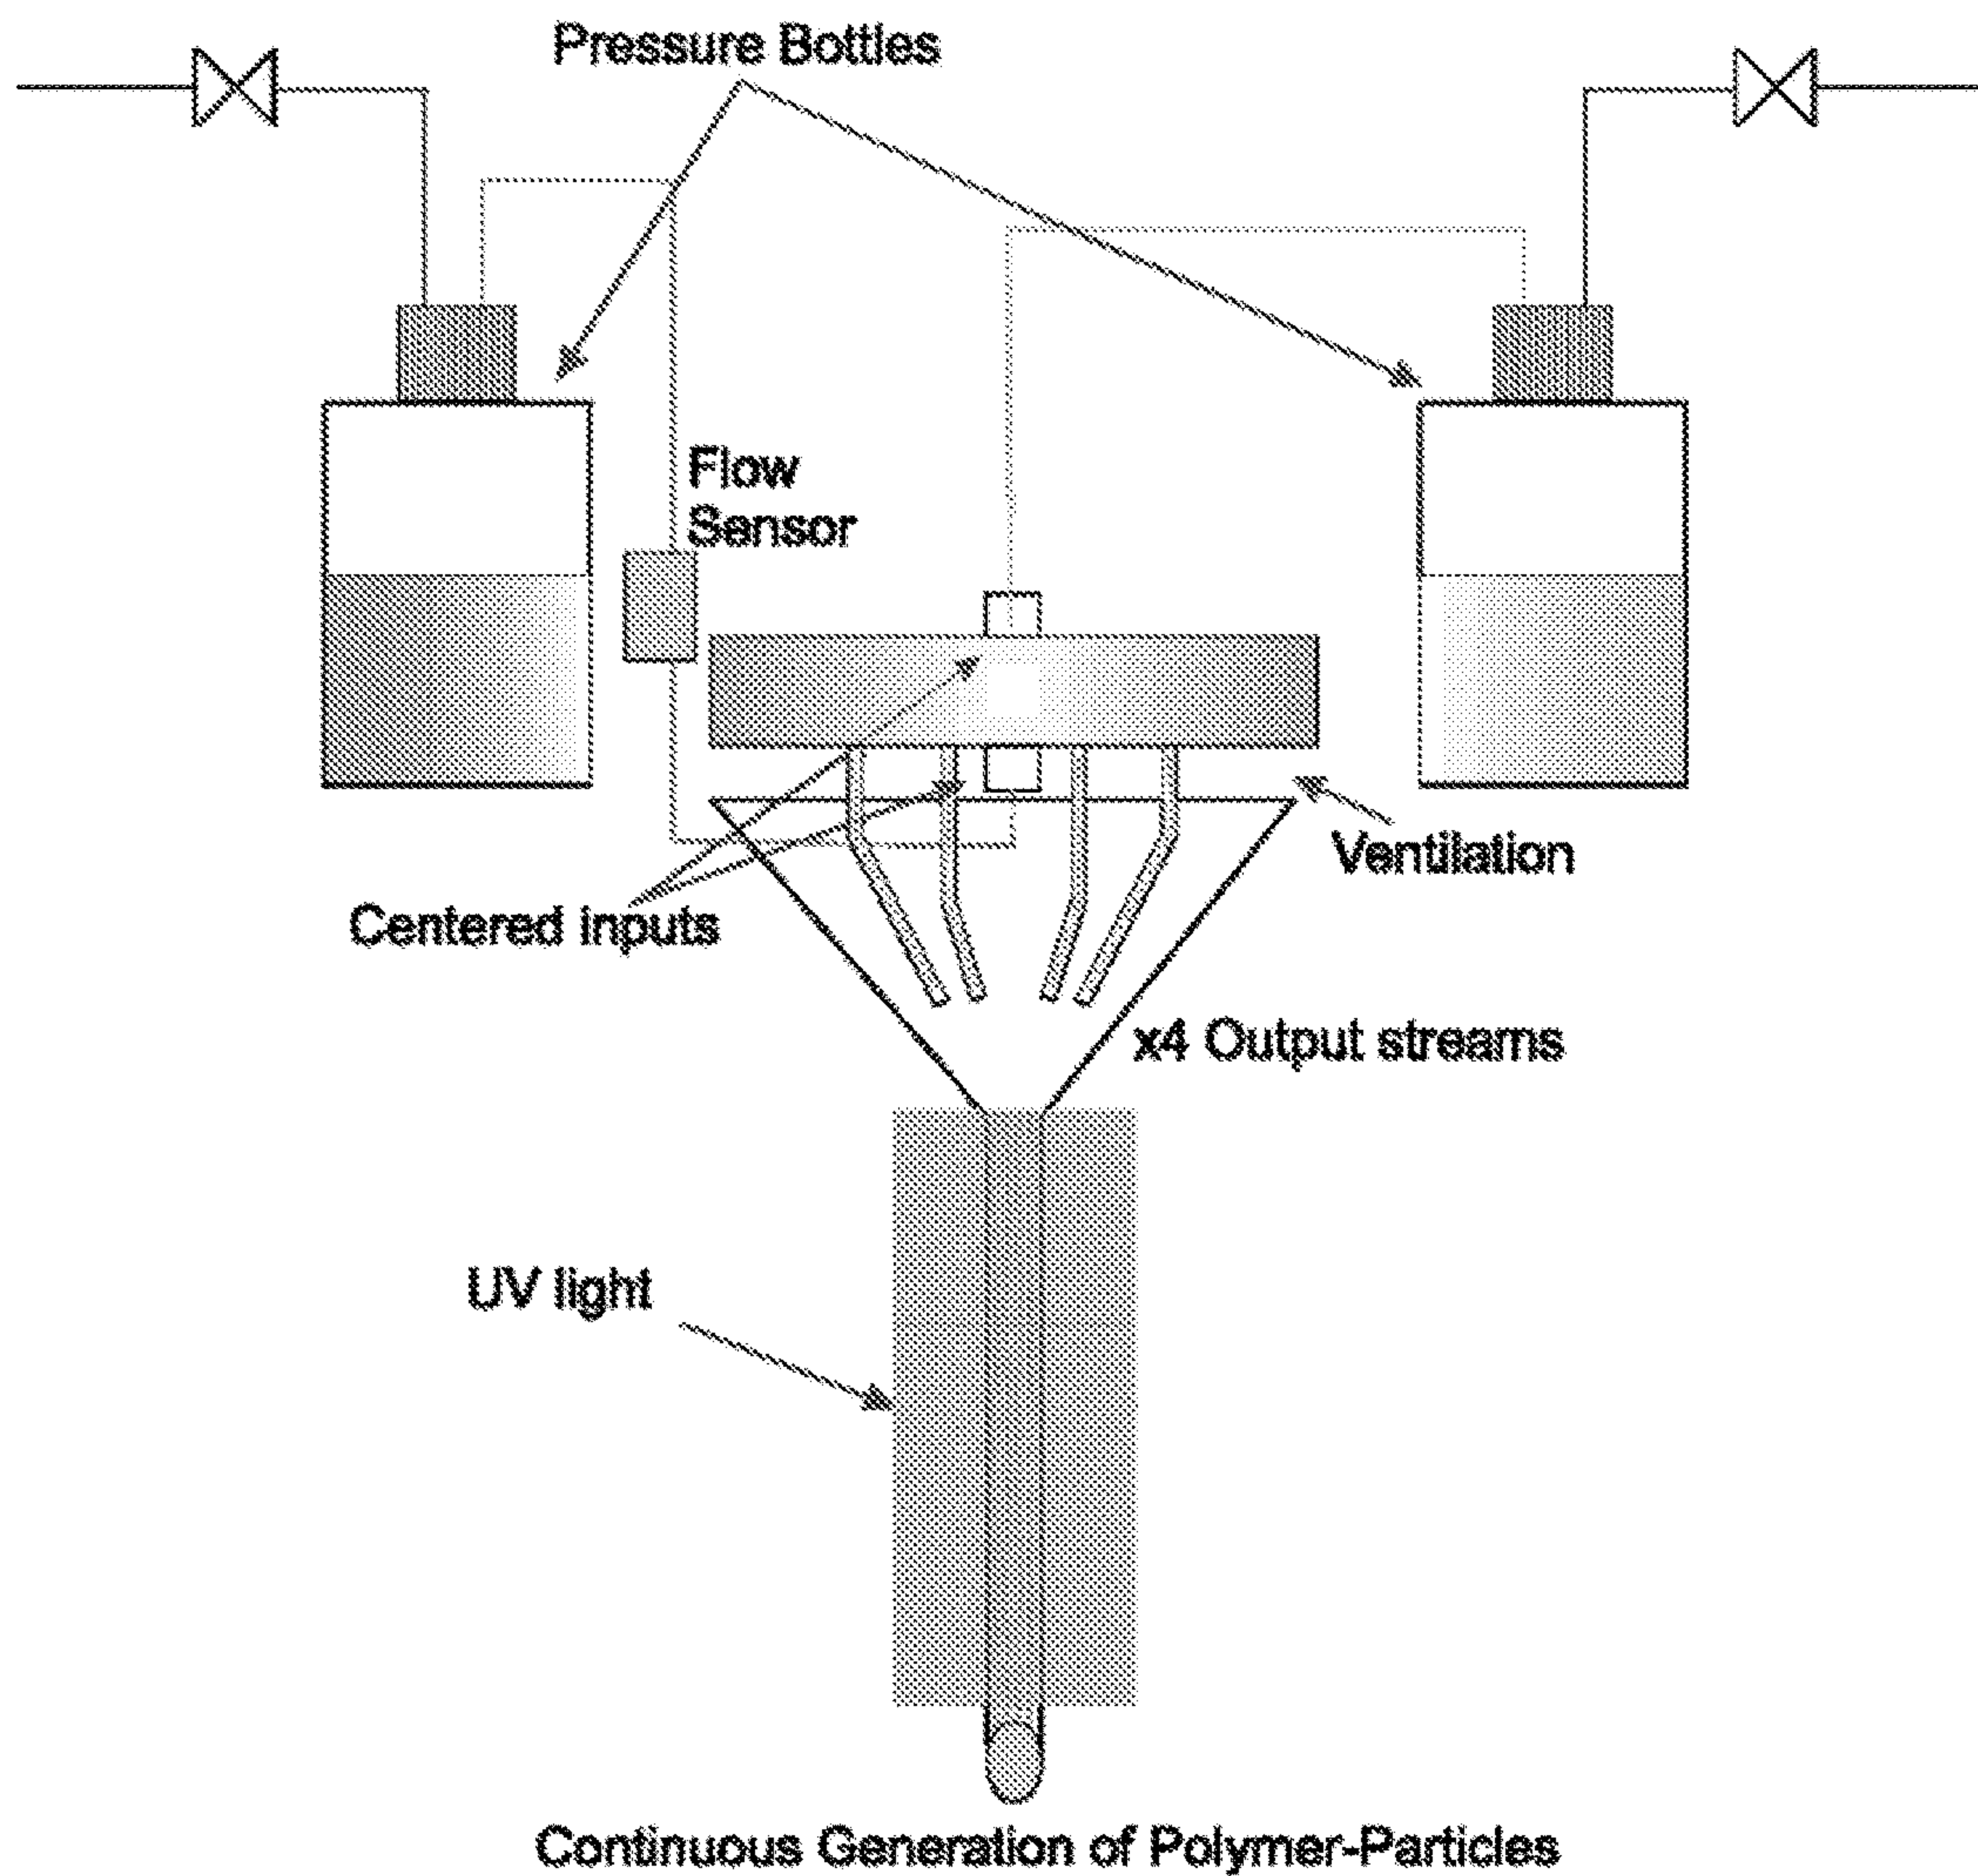 Pressure Bottles
Flow
Sensor
Ventilation
Centered inputs
x4 Output streams
UV light
Continuous Generation of Polymer-Particles